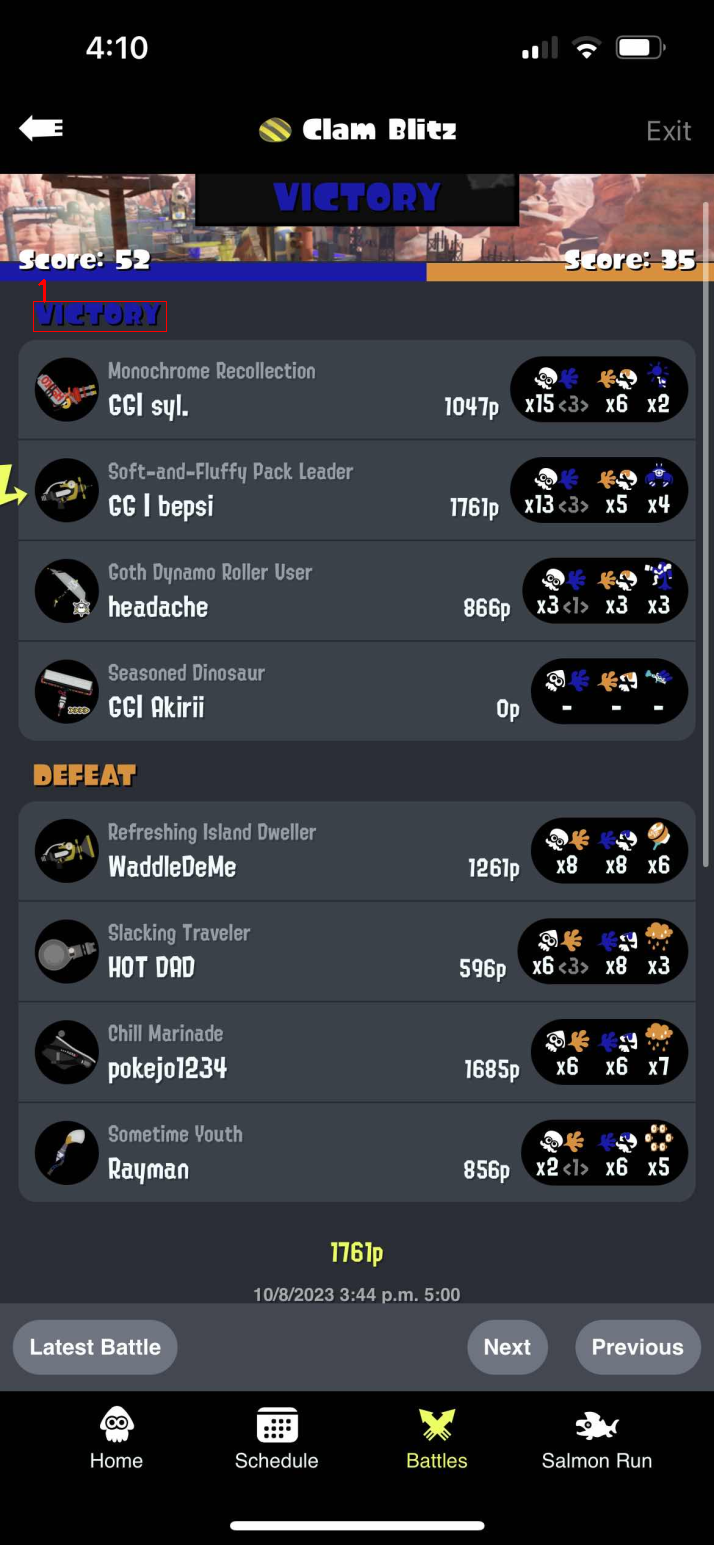 4:10
Clam Blitz
Exit
VICTORY
Score: 52
Score: 35
1
VICTORY
Monochrome Recollection
GG| syl.
1047p
x15 <3> x6 x2
Soft-and-Fluffy Pack Leader
GG | bepsi
1761p
x13 <3> x5 x4
Goth Dynamo Roller User
headache
866p
x3 <1> x3 x3
Seasoned Dinosaur
GG| Akirii
0p
- - -
DEFEAT
Refreshing Island Dweller
WaddleDeMe
1261p
x8 x8 x6
Slacking Traveler
HOT DAD
596p
x6 <3> x8 x3
Chill Marinade
pokejo1234
1685p
x6 x6 x7
Sometime Youth
Rayman
856p
x2 <1> x6 x5
1761p
10/8/2023 3:44 p.m. 5:00
Latest Battle
Next
Previous
Home
Schedule
Battles
Salmon Run